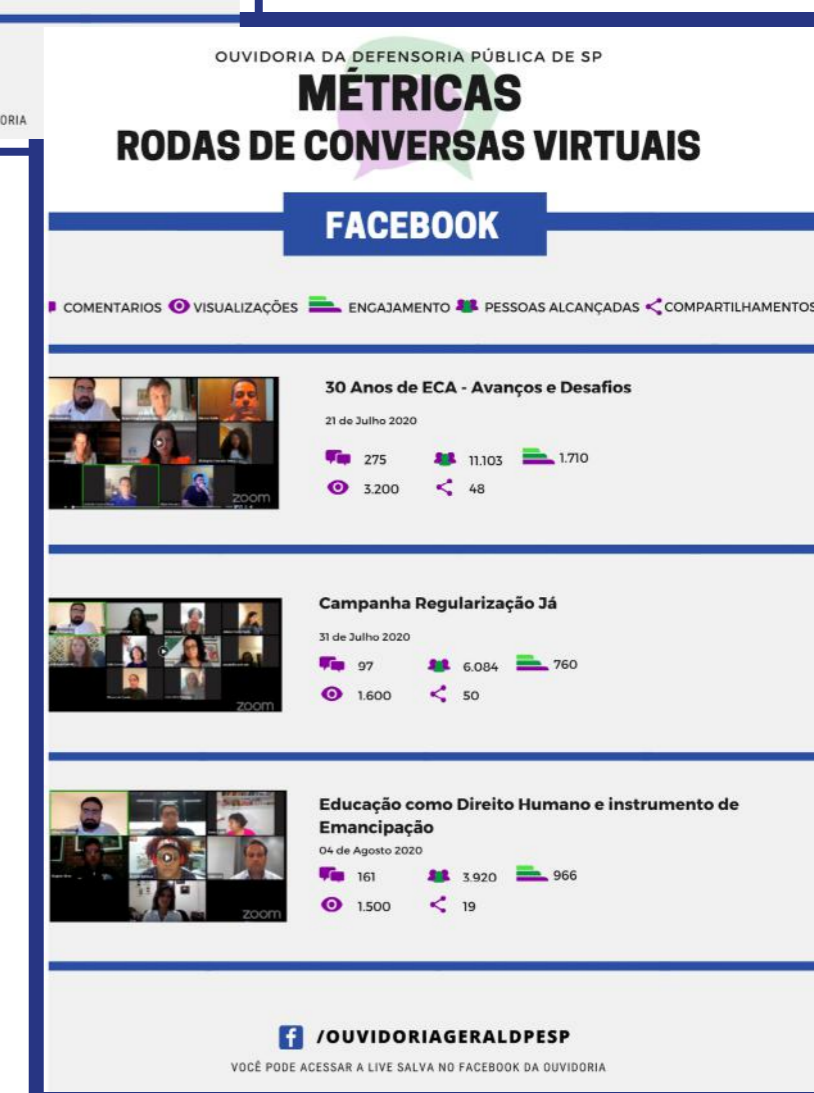 ORIA
OUVIDORIA DA DEFENSORIA PÚBLICA DE SP
MÉTRICAS
RODAS DE CONVERSAS VIRTUAIS
FACEBOOK
COMENTARIOS VISUALIZAÇÕES ENGAJAMENTO PESSOAS ALCANÇADAS COMPARTILHAMENTOS
30 Anos de ECA - Avanços e Desafios
21 de Julho 2020
275 11.103 1.710
3.200 48
zoom
Campanha Regularização Já
31 de Julho 2020
97 6.084 760
1.600 50
zoom
Educação como Direito Humano e instrumento de
Emancipação
04 de Agosto 2020
161 3.920 966
1.500 19
zoom
/OUVIDORIAGERALDPESP
VOCÊ PODE ACESSAR A LIVE SALVA NO FACEBOOK DA OUVIDORIA